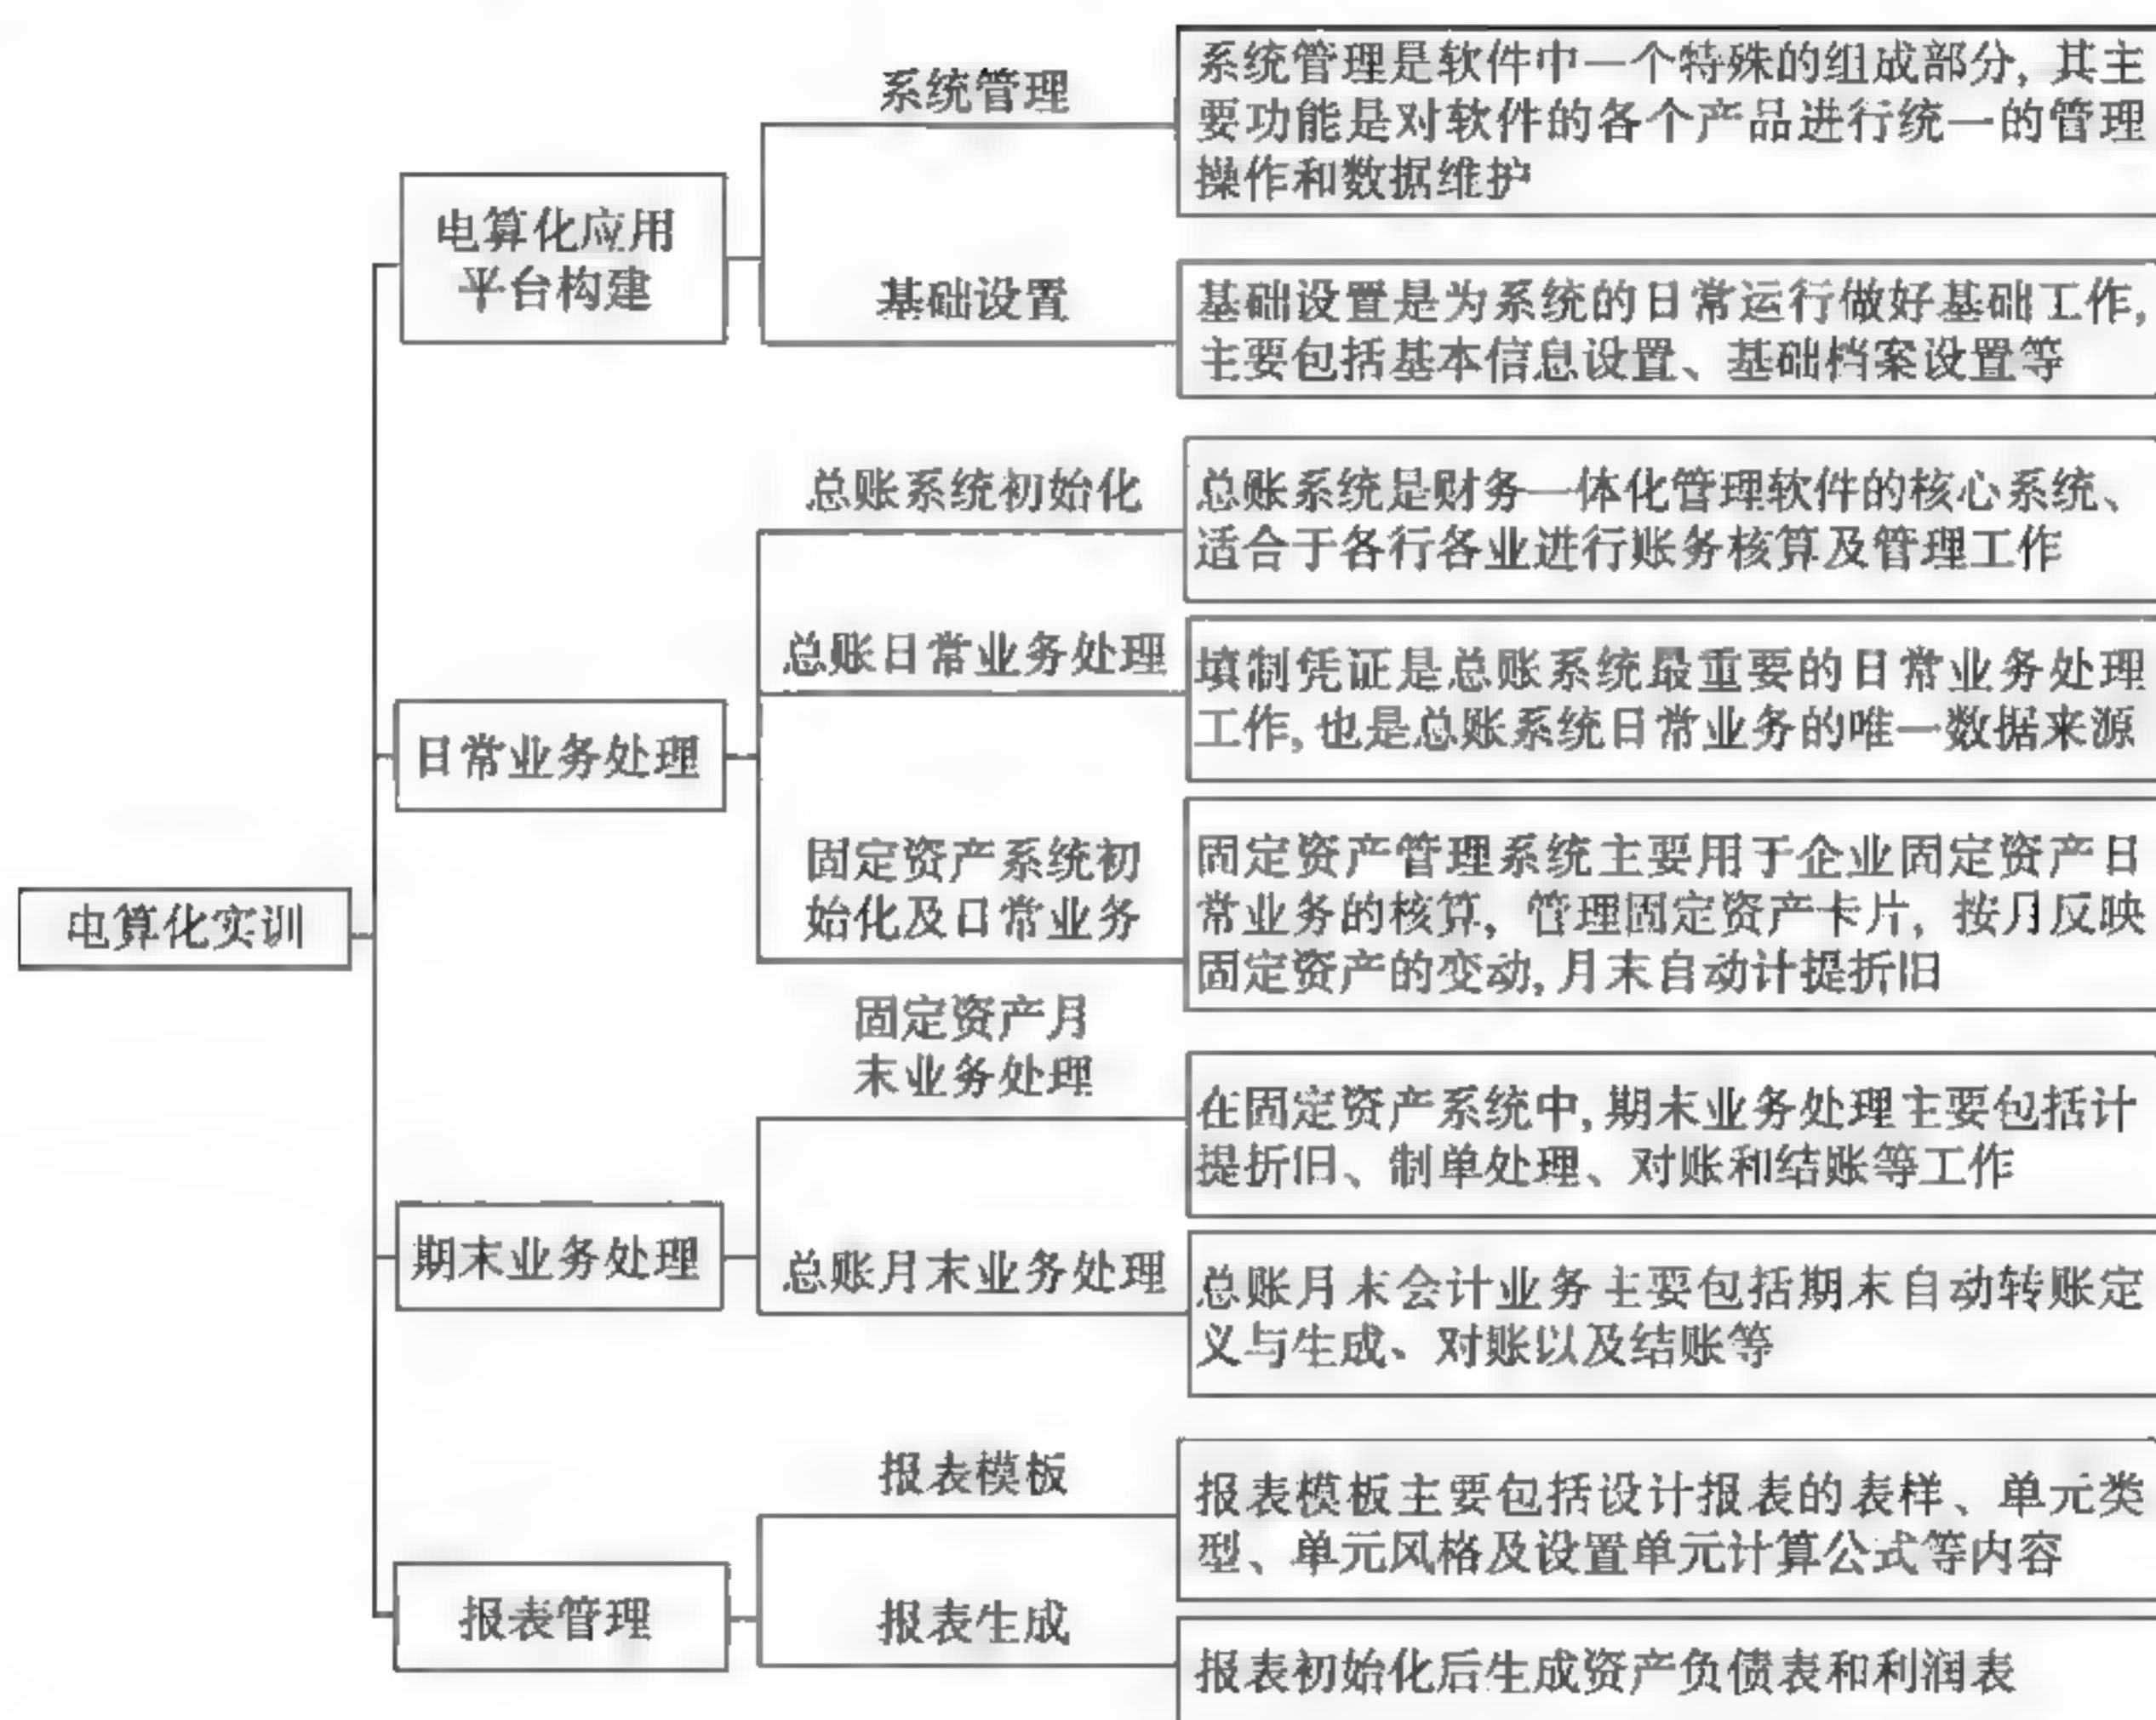 电算化实训
电算化应用
平台构建
系统管理
系统管理是软件中一个特殊的组成部分, 其主
要功能是对软件的各个产品进行统一的管理
操作和数据维护
基础设置
基础设置是为系统的日常运行做好基础工作,
主要包括基本信息设置、基础档案设置等
日常业务处理
总账系统初始化
总账系统是财务一体化管理软件的核心系统、
适合于各行各业进行账务核算及管理工作
总账日常业务处理
填制凭证是总账系统最重要的日常业务处理
工作, 也是总账系统日常业务的唯一数据来源
固定资产系统初
始化及日常业务
固定资产管理系统主要用于企业固定资产日
常业务的核算, 管理固定资产卡片, 按月反映
固定资产的变动, 月末自动计提折旧
期末业务处理
固定资产月
末业务处理
在固定资产系统中, 期末业务处理主要包括计
提折旧、制单处理、对账和结账等工作
总账月末业务处理
总账月末会计业务主要包括期末自动转账定
义与生成、对账以及结账等
报表管理
报表模板
报表模板主要包括设计报表的表样、单元类
型、单元风格及设置单元计算公式等内容
报表生成
报表初始化后生成资产负债表和利润表